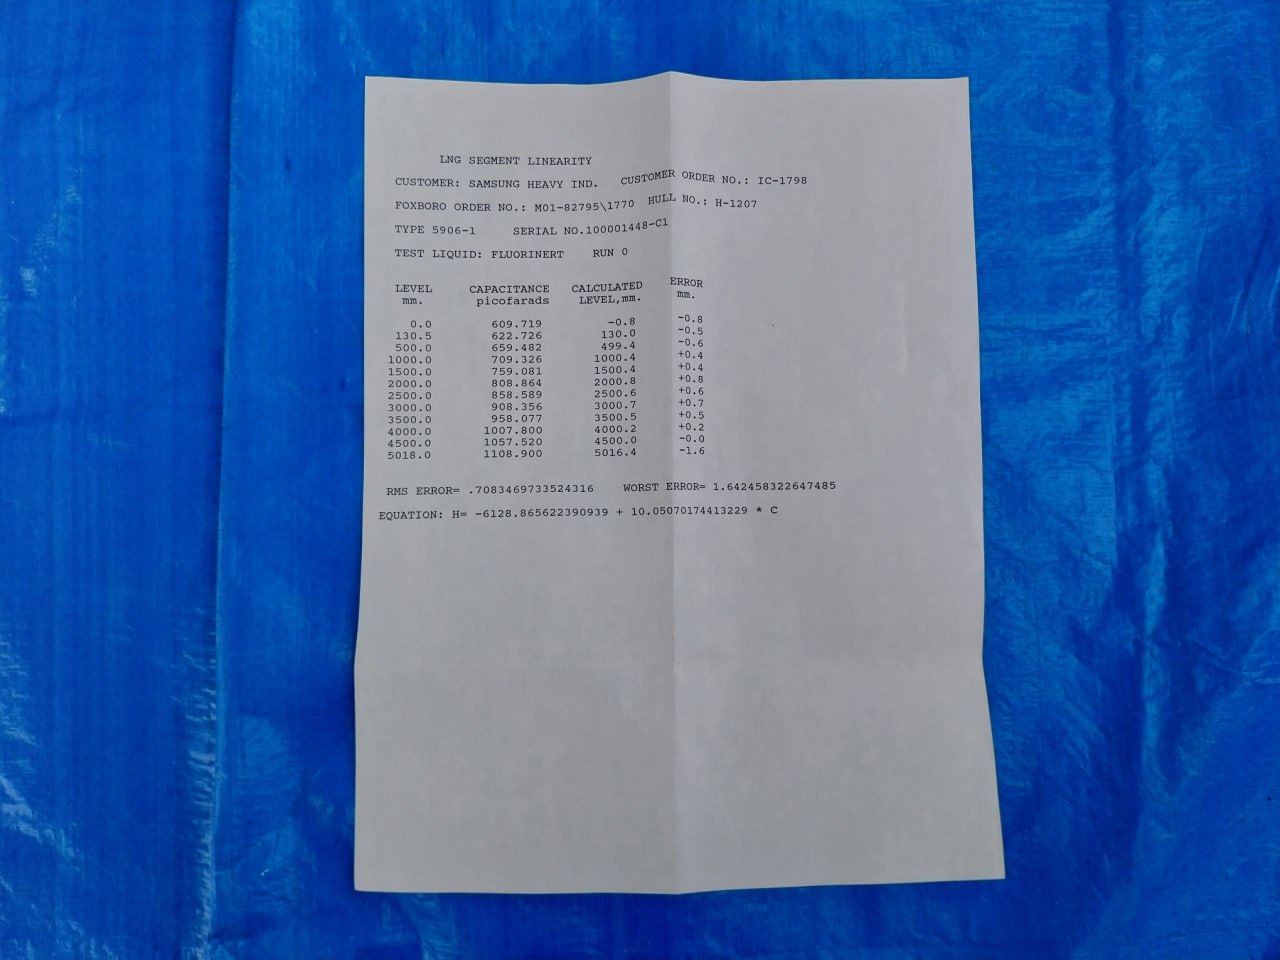 LNG SEGMENT LINEARITY
CUSTOMER: SAMSUNG HEAVY IND. CUSTOMER ORDER NO.: IC-1798
FOXBORO ORDER NO.: M01-82795\1770 HULL NO.: H-1207
TYPE 5906-1 SERIAL NO.100001448-C1
TEST LIQUID: FLUORINERT RUN 0
LEVEL CAPACITANCE CALCULATED ERROR
mm. picofarads LEVEL,mm. mm.
0.0 609.719 -0.8 -0.8
130.5 622.726 130.0 -0.5
500.0 659.482 499.4 -0.6
1000.0 709.326 1000.4 +0.4
1500.0 759.081 1500.4 +0.4
2000.0 808.864 2000.8 +0.8
2500.0 858.589 2500.6 +0.6
3000.0 908.356 3000.7 +0.7
3500.0 958.077 3500.5 +0.5
4000.0 1007.800 4000.2 +0.2
4500.0 1057.520 4500.0 -0.0
5018.0 1108.900 5016.4 -1.6
RMS ERROR= .7083469733524316 WORST ERROR= 1.642458322647485
EQUATION: H= -6128.865622390939 + 10.05070174413229 * C